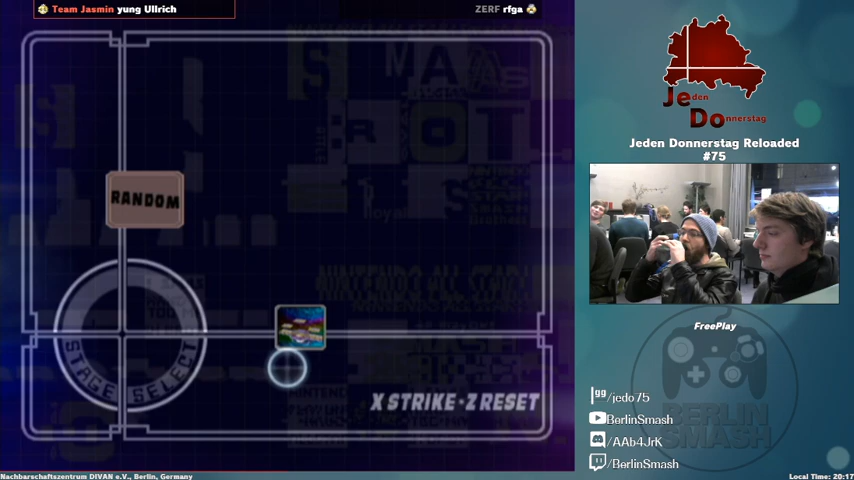 Team Jasmin yung Ullrich
ZERF rfga
RANDOM
STAGE SELECT
X STRIKE · Z RESET
Jeden
Donnerstag
Jeden Donnerstag Reloaded
#75
FreePlay
BERLIN
SMASH
gg/jedo75
BerlinSmash
/AAb4JrK
/BerlinSmash
Nachbarschaftszentrum DIVAN e.V., Berlin, Germany
Local Time: 20:17